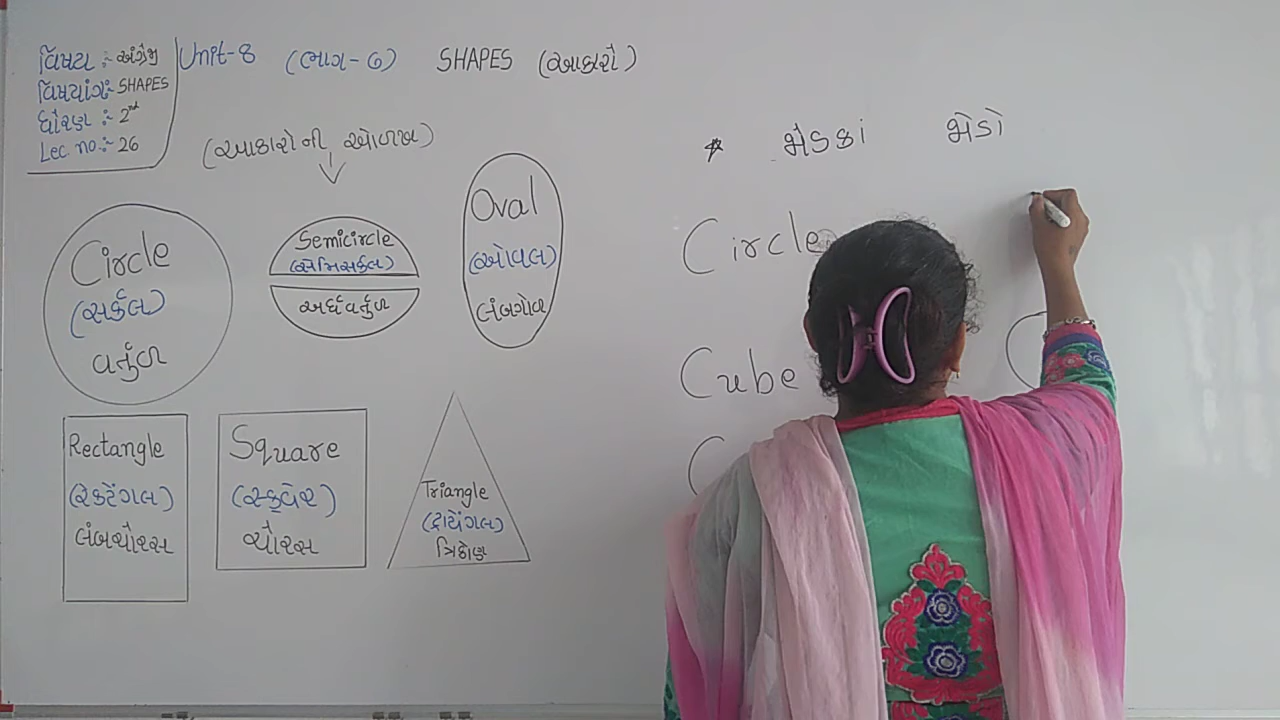 વિષય :- અંગ્રેજી
વિષયાંગ:- SHAPES
ધોરણ :- 2nd
Lec. no.:- 26
Unit-8 (ભાગ-૭) SHAPES (આકારો)
(આકારોની ઓળખ)
Circle
(સર્કલ)
વર્તુળ
Semicircle
(સેમિસર્કલ)
અર્ધવર્તુળ
Oval
(ઓવલ)
લંબગોળ
Rectangle
(રેક્ટેંગલ)
લંબચોરસ
Square
(સ્ક્વેર)
ચોરસ
Triangle
(ટ્રાયેંગલ)
ત્રિકોણ
* જોડકાં જોડો
Circle
Cube